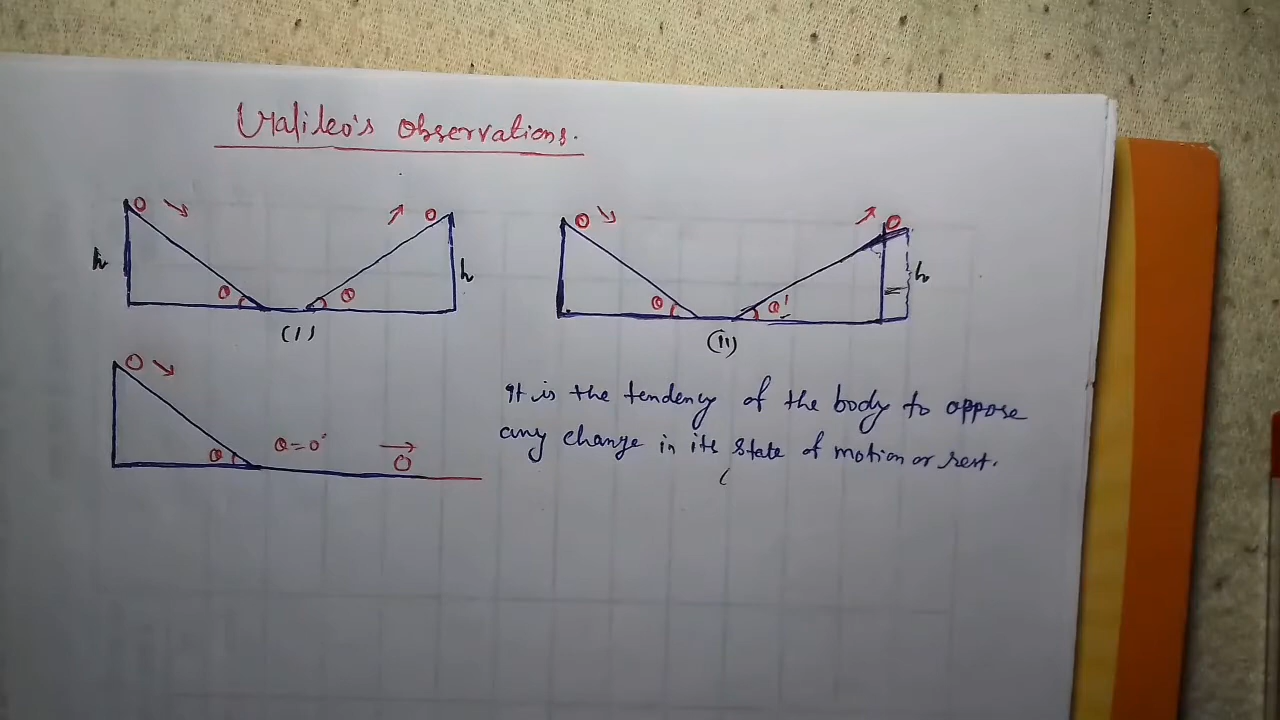 Galileo's Observations.
h θ θ h
(I)
θ θ' h
(II)
θ θ=0°
It is the tendency of the body to oppose
any change in its state of motion or rest.
(